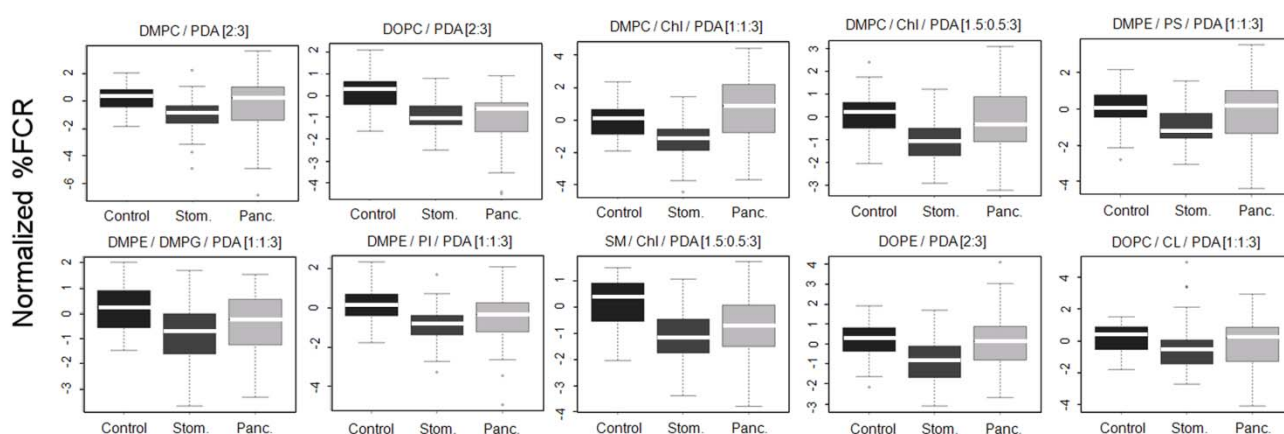 Normalized %FCR
DMPC / PDA [2:3]
2
0
-2
-4
-6
Control Stom. Panc.
DOPC / PDA [2:3]
2
1
0
-1
-2
-3
-4
Control Stom. Panc.
DMPC / Chl / PDA [1:1:3]
4
2
0
-2
-4
Control Stom. Panc.
DMPC / Chl / PDA [1.5:0.5:3]
3
2
1
0
-1
-2
-3
Control Stom. Panc.
DMPE / PS / PDA [1:1:3]
2
0
-2
-4
Control Stom. Panc.
DMPE / DMPG / PDA [1:1:3]
2
1
0
-1
-2
-3
Control Stom. Panc.
DMPE / PI / PDA [1:1:3]
2
0
-2
-4
Control Stom. Panc.
SM / Chl / PDA [1.5:0.5:3]
1
0
-1
-2
-3
-4
Control Stom. Panc.
DOPE / PDA [2:3]
4
3
2
1
0
-1
-2
-3
Control Stom. Panc.
DOPC / CL / PDA [1:1:3]
4
2
0
-2
-4
Control Stom. Panc.